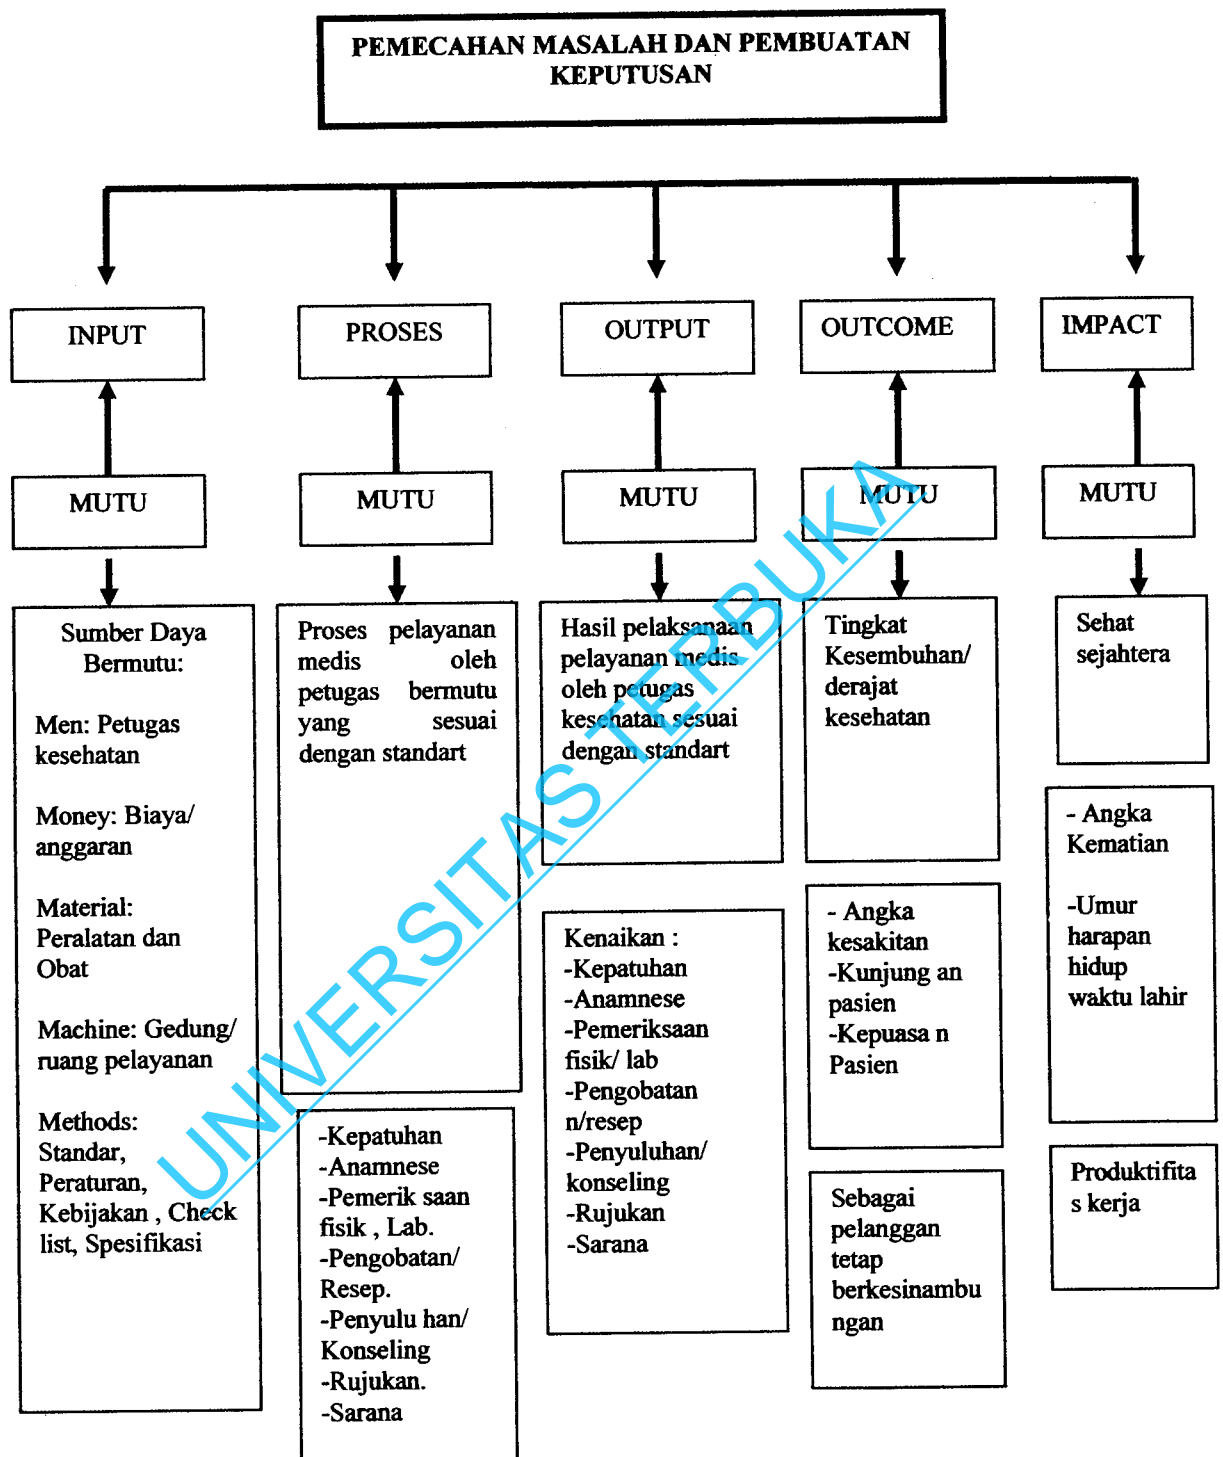 PEMECAHAN MASALAH DAN PEMBUATAN
KEPUTUSAN
INPUT
PROSES
OUTPUT
OUTCOME
IMPACT
MUTU
MUTU
MUTU
MUTU
MUTU
Sumber Daya
Bermutu:
Men: Petugas
kesehatan
Money: Biaya/
anggaran
Material:
Peralatan dan
Obat
Machine: Gedung/
ruang pelayanan
Methods:
Standar,
Peraturan,
Kebijakan , Check
list, Spesifikasi
Proses pelayanan
medis oleh
petugas bermutu
yang sesuai
dengan standart
-Kepatuhan
-Anamnese
-Pemerik saan
fisik , Lab.
-Pengobatan/
Resep.
-Penyulu han/
Konseling
-Rujukan.
-Sarana
Hasil pelaksanaan
pelayanan medis
oleh petugas
kesehatan sesuai
dengan standart
Kenaikan :
-Kepatuhan
-Anamnese
-Pemeriksaan
fisik/ lab
-Pengobatan
n/resep
-Penyuluhan/
konseling
-Rujukan
-Sarana
Tingkat
Kesembuhan/
derajat
kesehatan
- Angka
kesakitan
-Kunjung an
pasien
-Kepuasa n
Pasien
Sebagai
pelanggan
tetap
berkesinambu
ngan
Sehat
sejahtera
- Angka
Kematian
-Umur
harapan
hidup
waktu lahir
Produktifita
s kerja
UNIVERSITAS TERBUKA